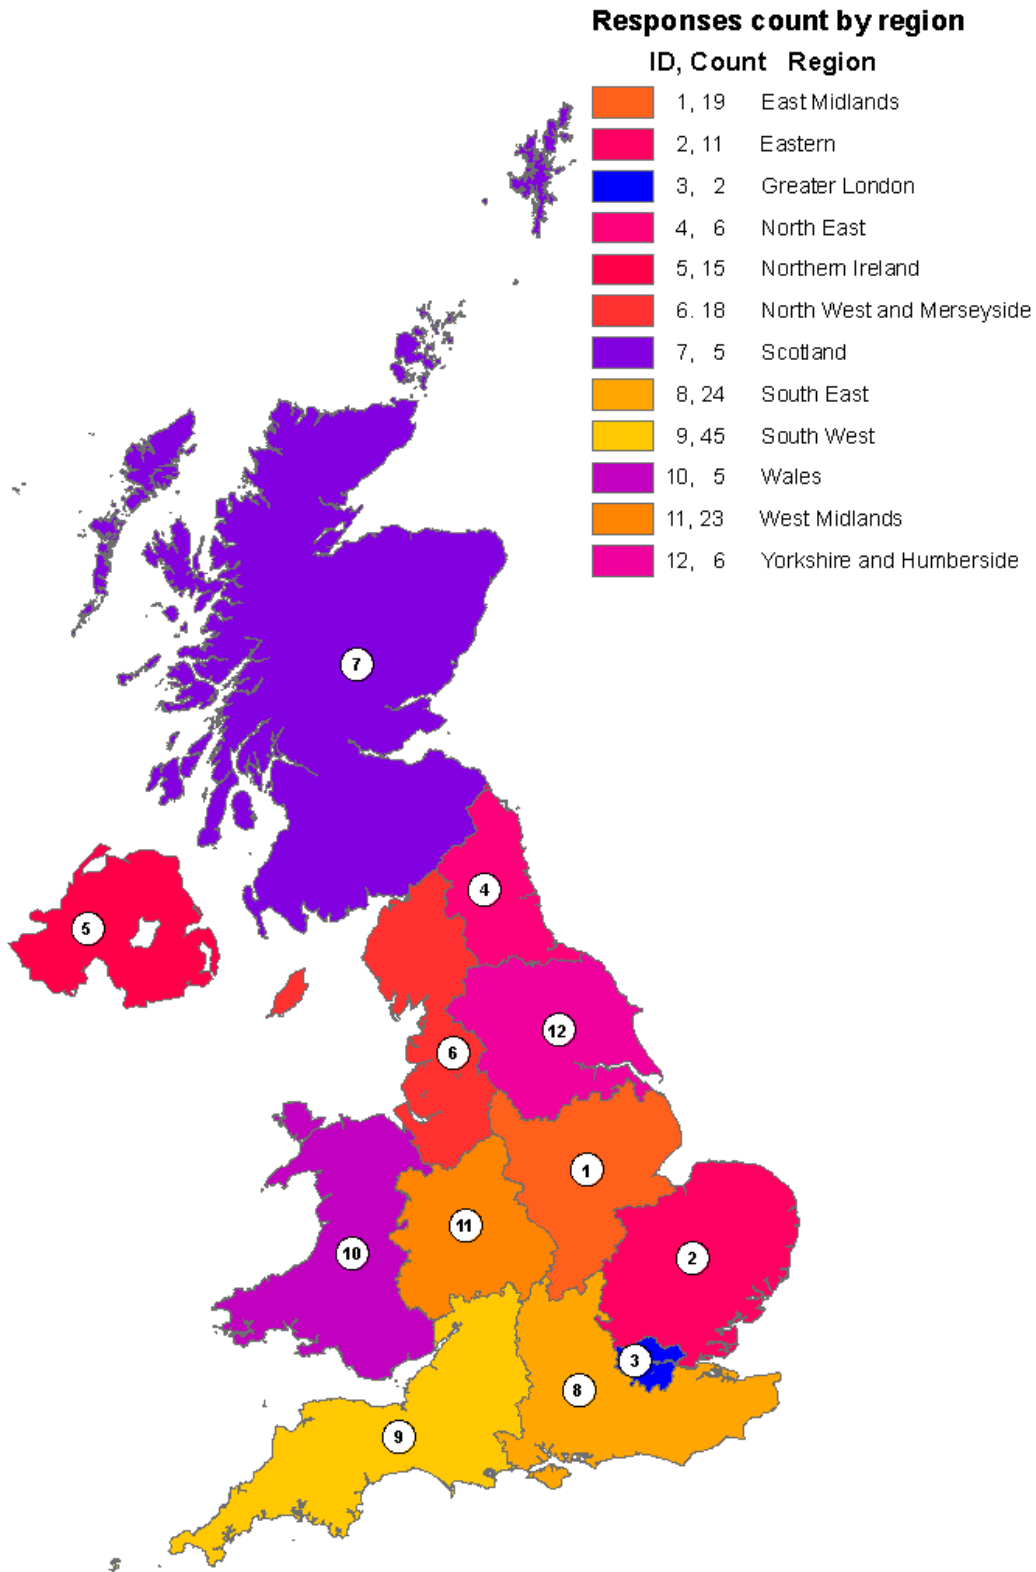 Responses count by region
ID, Count Region
1, 19 East Midlands
2, 11 Eastern
3, 2 Greater London
4, 6 North East
5, 15 Northern Ireland
6. 18 North West and Merseyside
7, 5 Scotland
8, 24 South East
9, 45 South West
10, 5 Wales
11, 23 West Midlands
12, 6 Yorkshire and Humberside
7
4
5
12
6
1
11
10
2
3
8
9